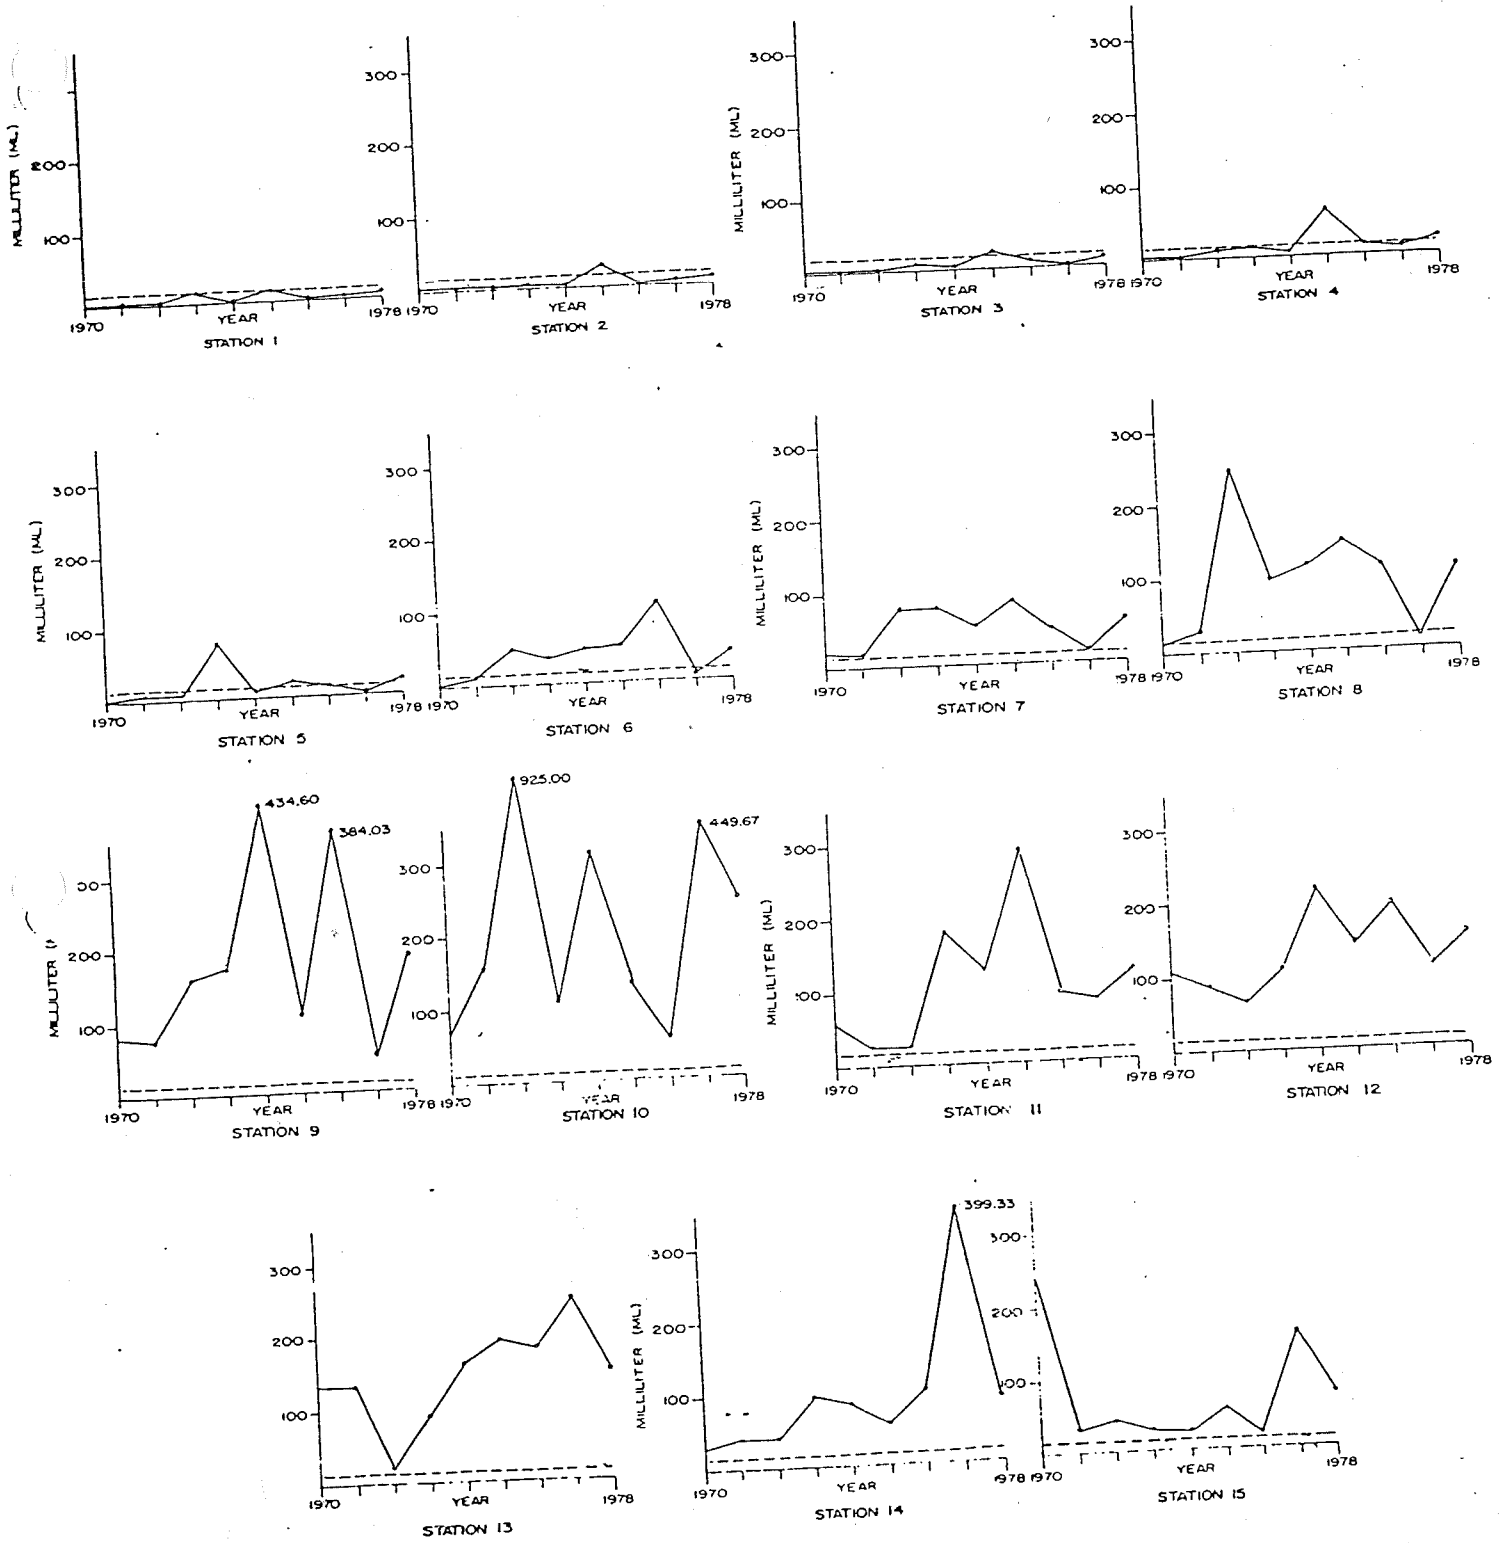 300 300
300 300
MILLILITER (ML) 200 200 MILLILITER (ML) 200 200
100 100 100 100
1970 YEAR 1978 1970 YEAR 1978 1970 YEAR 1978 1970 YEAR 1978
STATION 1 STATION 2 STATION 3 STATION 4
300 300 300 300
MILLILITER (ML) 200 200 MILLILITER (ML) 200 200
100 100 100 100
1970 YEAR 1978 1970 YEAR 1978 1970 YEAR 1978 1970 YEAR 1978
STATION 5 STATION 6 STATION 7 STATION 8
434.60 925.00
384.03 449.67
00 300 300 300
MILLILITER 200 200 MILLILITER (ML) 200 200
100 100 100 100
1970 YEAR 1978 1970 YEAR 1978 1970 YEAR 1978 1970 YEAR 1978
STATION 9 STATION 10 STATION 11 STATION 12
399.33
300 300 300
200 MILLILITER (ML) 200 200
100 100 100
1970 YEAR 1978 1970 YEAR 1978 1970 YEAR 1978
STATION 13 STATION 14 STATION 15